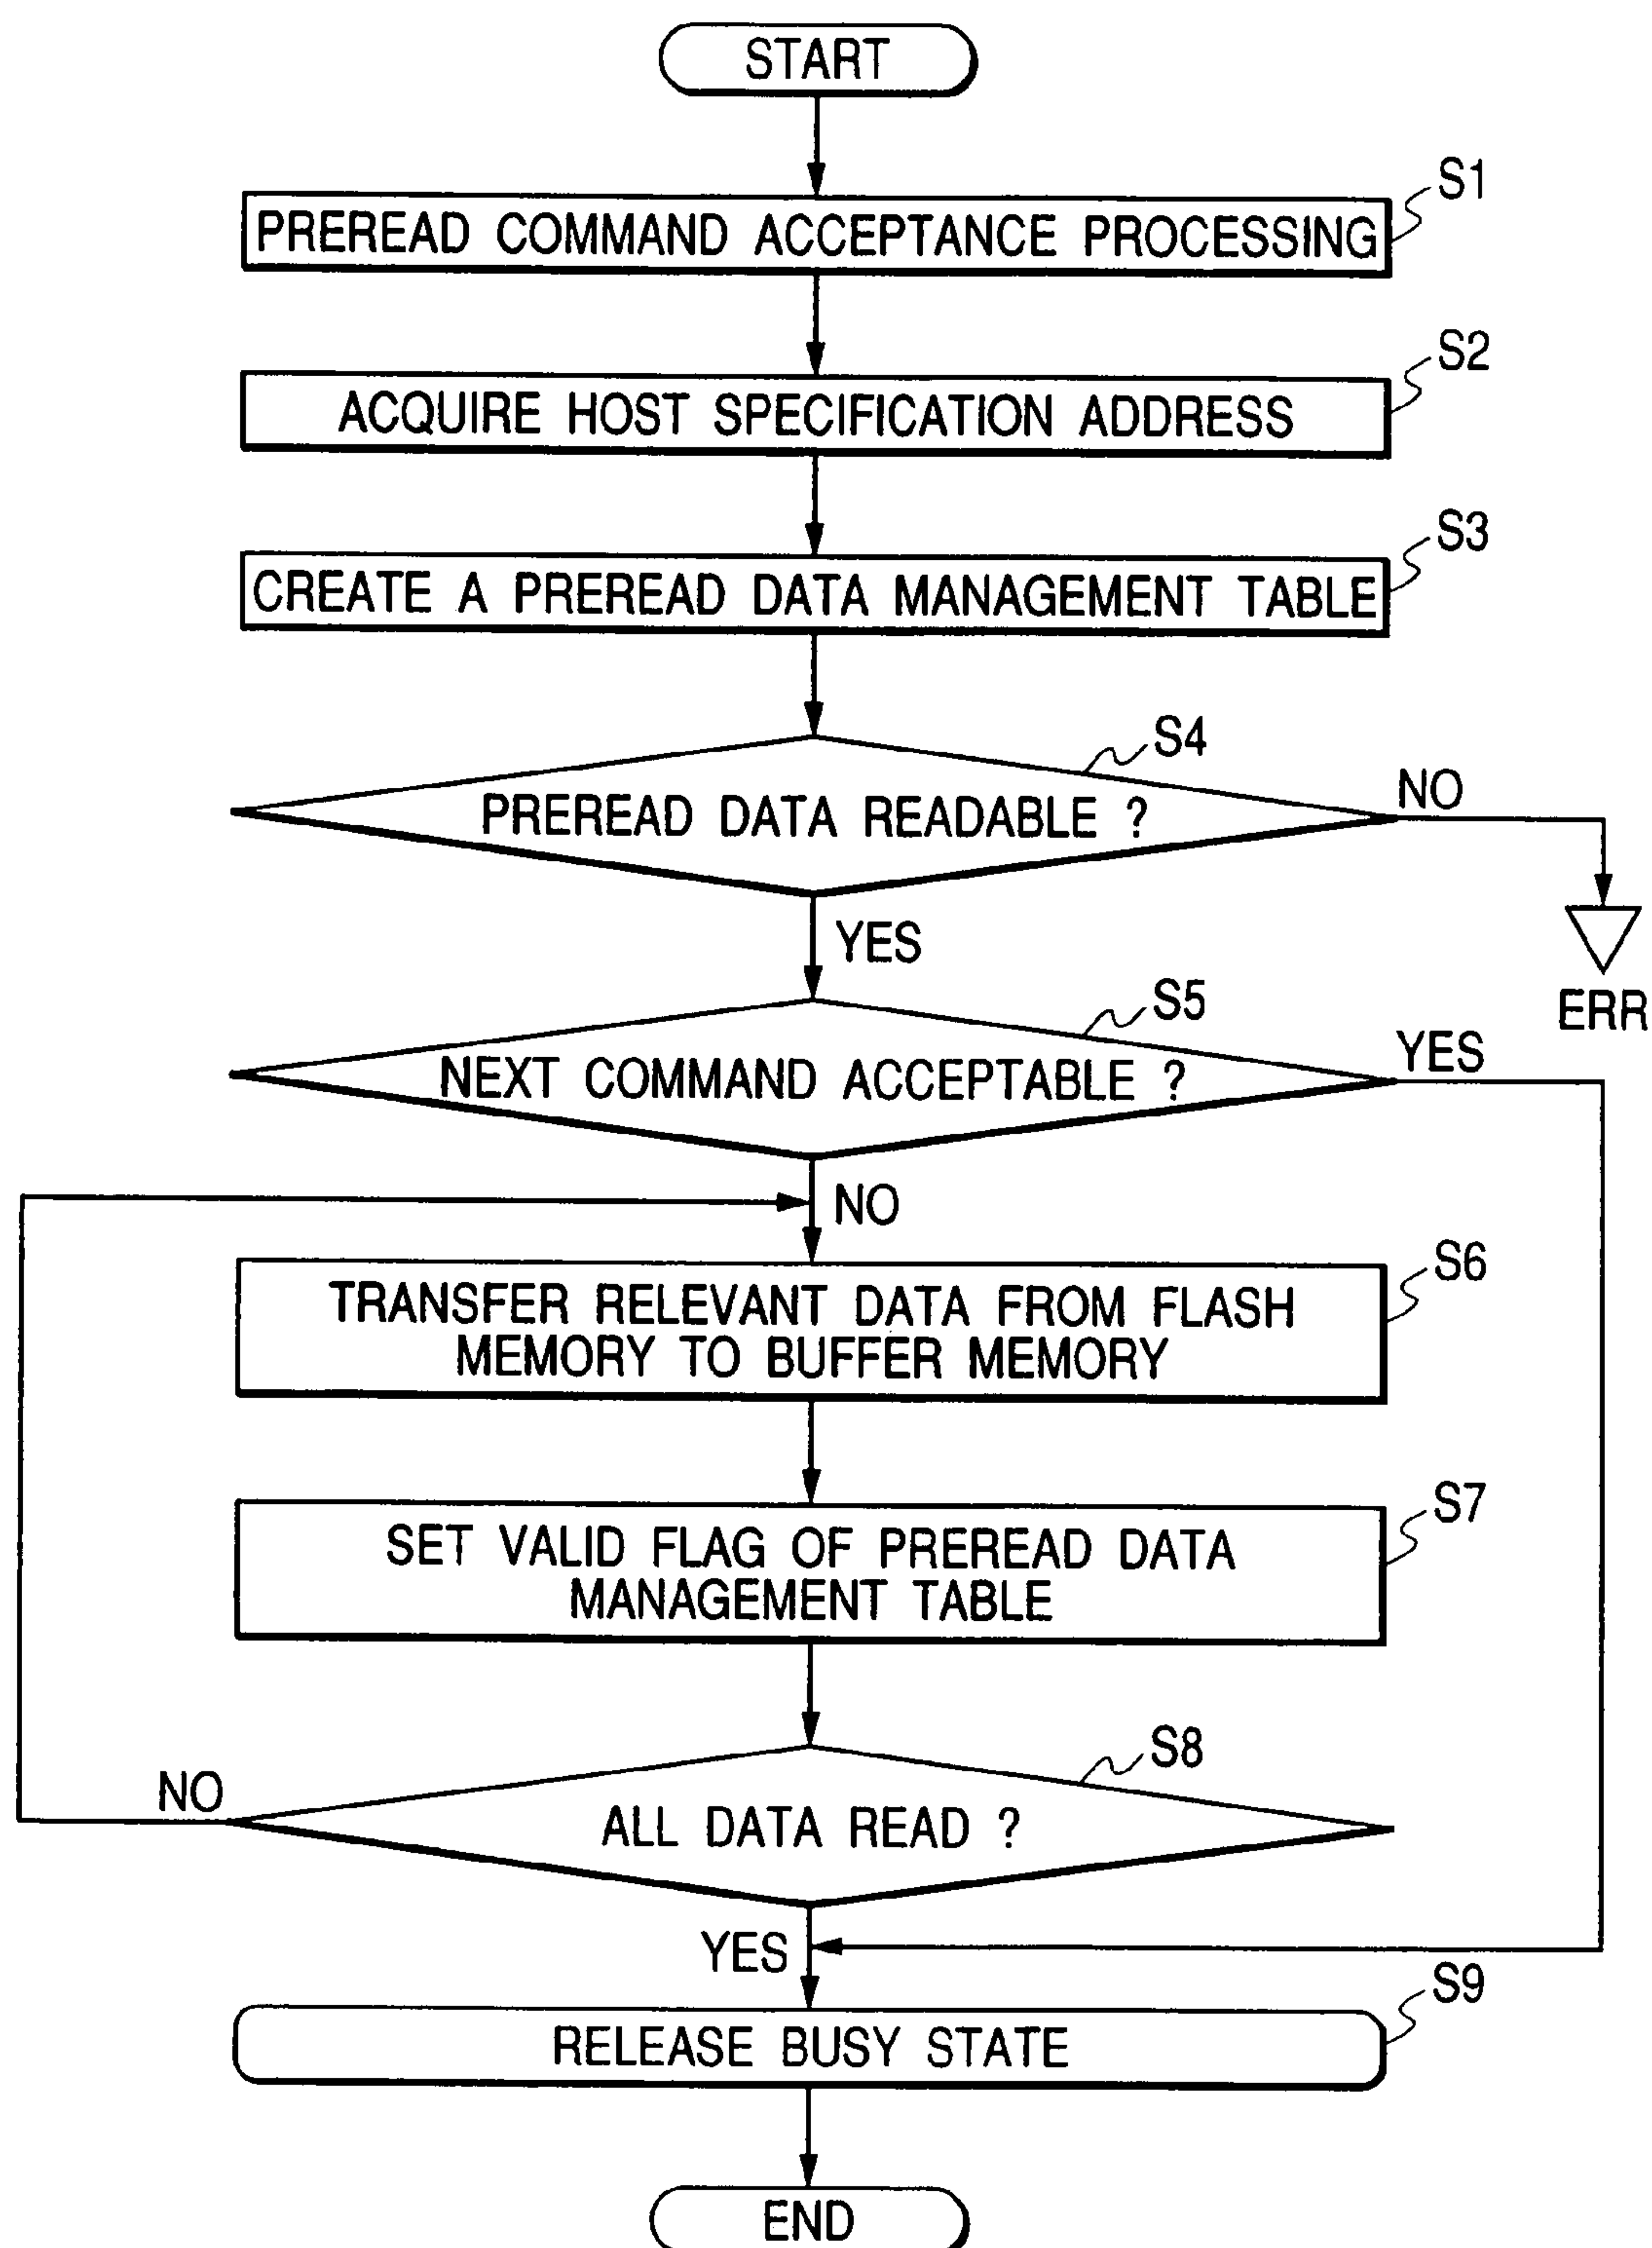 START
S1
PREREAD COMMAND ACCEPTANCE PROCESSING
S2
ACQUIRE HOST SPECIFICATION ADDRESS
S3
CREATE A PREREAD DATA MANAGEMENT TABLE
S4
PREREAD DATA READABLE ?
NO
YES
ERR
S5
NEXT COMMAND ACCEPTABLE ?
YES
NO
S6
TRANSFER RELEVANT DATA FROM FLASH
MEMORY TO BUFFER MEMORY
S7
SET VALID FLAG OF PREREAD DATA
MANAGEMENT TABLE
S8
NO
ALL DATA READ ?
YES
S9
RELEASE BUSY STATE
END